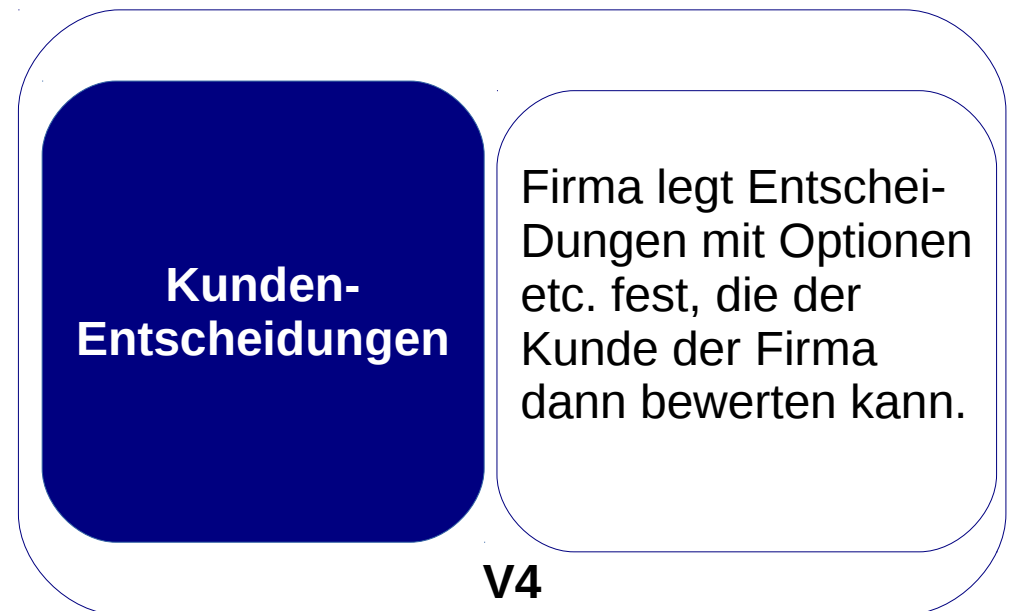 Kunden-
Entscheidungen
Firma legt Entschei-
Dungen mit Optionen
etc. fest, die der
Kunde der Firma
dann bewerten kann.
V4